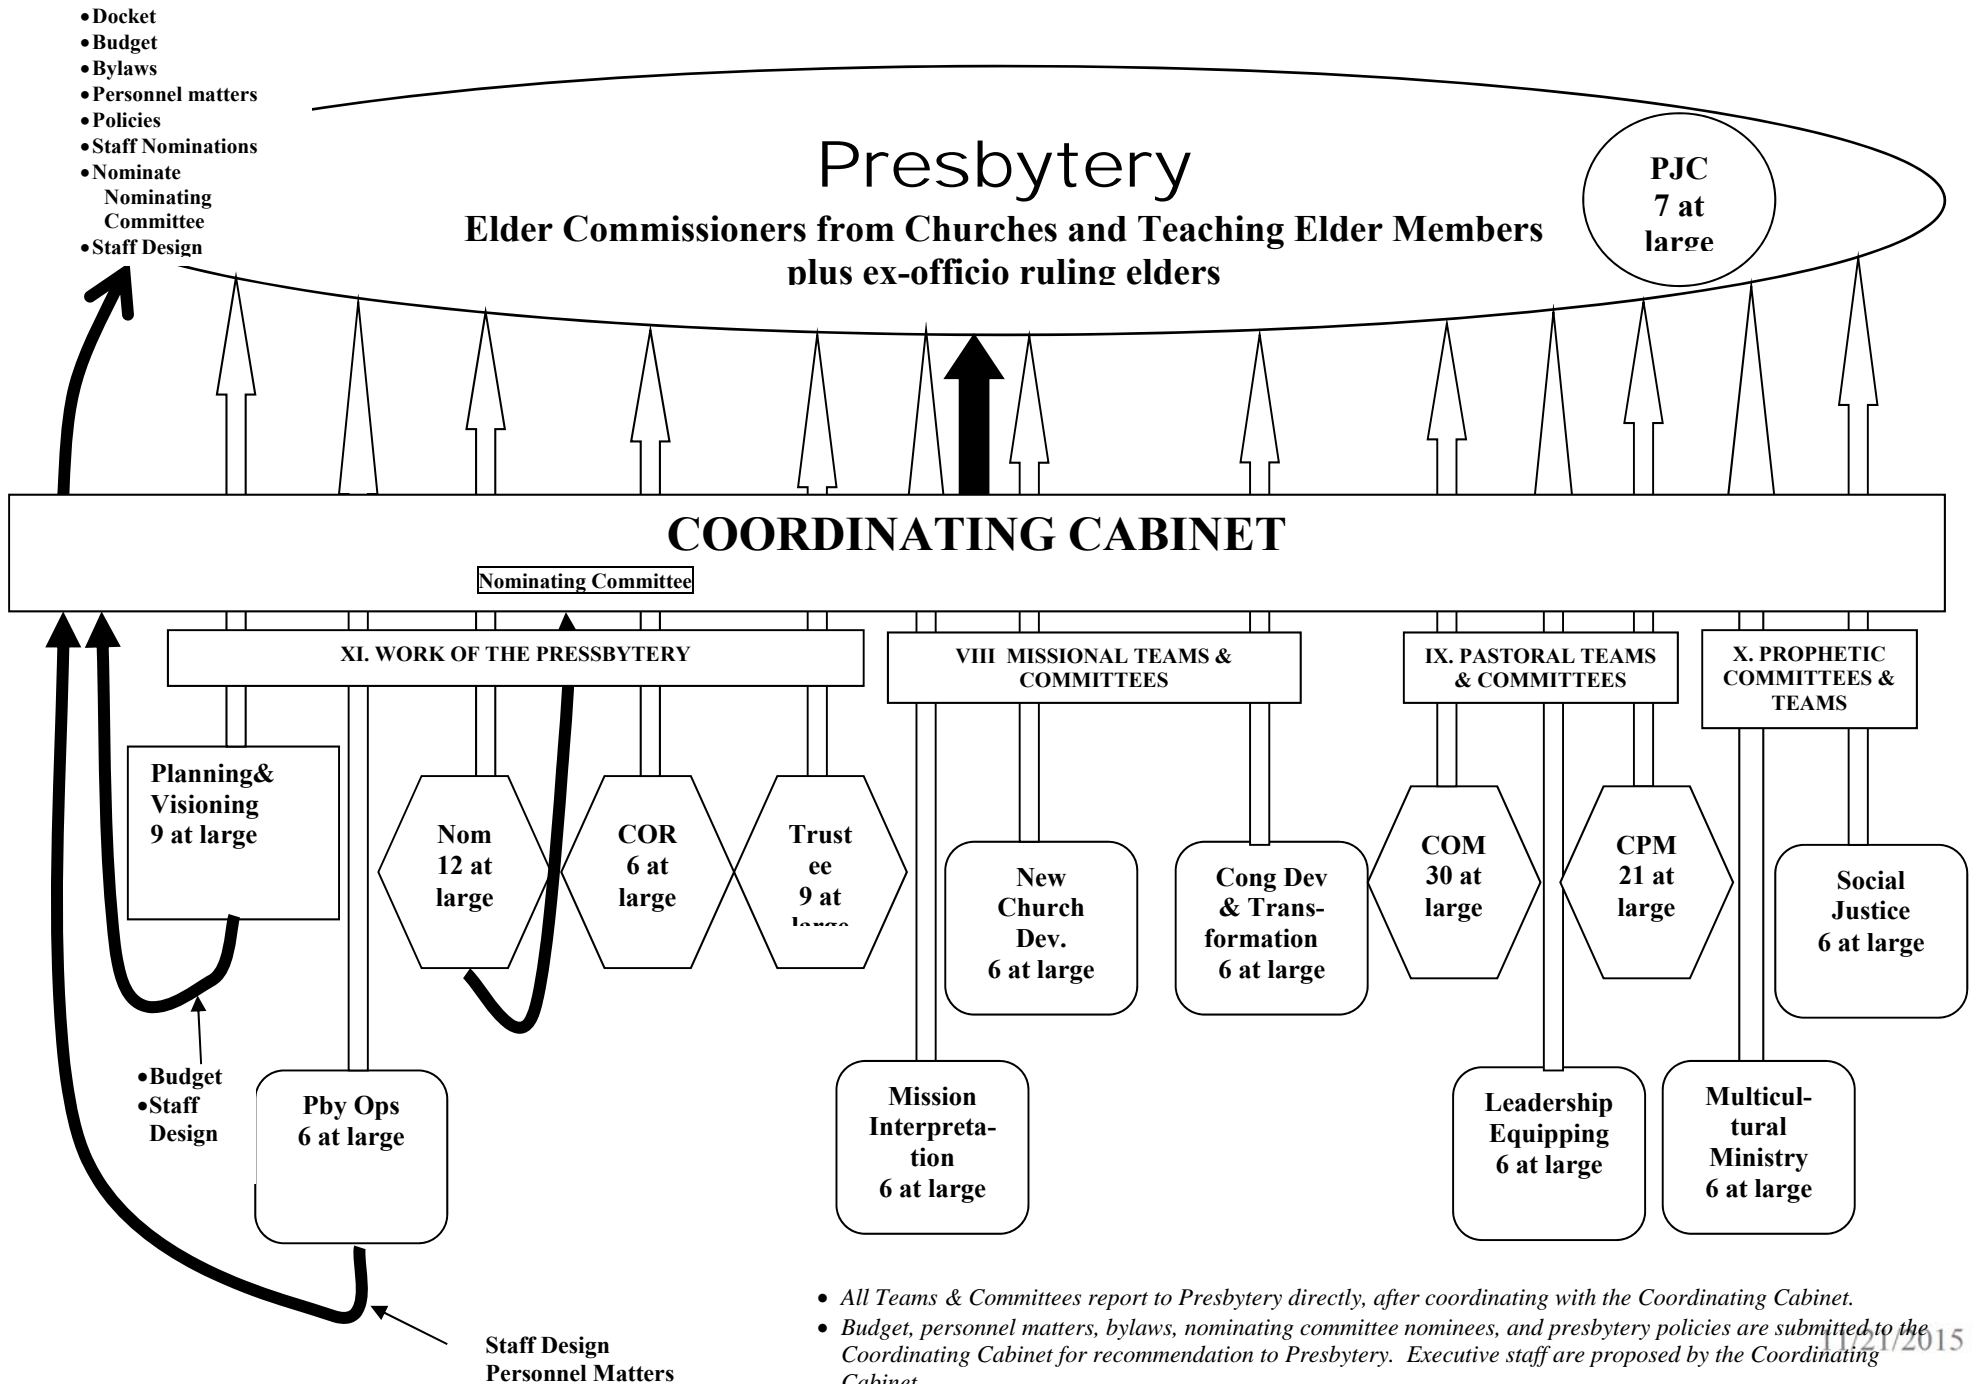 •Docket
•Budget
•Bylaws
•Personnel matters
•Policies
•Staff Nominations
•Nominate
Nominating
Committee
•Staff Design
Presbytery
Elder Commissioners from Churches and Teaching Elder Members
plus ex-officio ruling elders
PJC
7 at
large
COORDINATING CABINET
Nominating Committee
XI. WORK OF THE PRESSBYTERY
VIII MISSIONAL TEAMS &
COMMITTEES
IX. PASTORAL TEAMS
& COMMITTEES
X. PROPHETIC
COMMITTEES &
TEAMS
Planning&
Visioning
9 at large
Nom
12 at
large
COR
6 at
large
Trust
ee
9 at
large
New
Church
Dev.
6 at large
Cong Dev
& Trans-
formation
6 at large
COM
30 at
large
CPM
21 at
large
Social
Justice
6 at large
•Budget
•Staff
Design
Pby Ops
6 at large
Mission
Interpreta-
tion
6 at large
Leadership
Equipping
6 at large
Multicul-
tural
Ministry
6 at large
Staff Design
Personnel Matters
• All Teams & Committees report to Presbytery directly, after coordinating with the Coordinating Cabinet.
• Budget, personnel matters, bylaws, nominating committee nominees, and presbytery policies are submitted to the
Coordinating Cabinet for recommendation to Presbytery. Executive staff are proposed by the Coordinating
Cabinet
11/21/2015